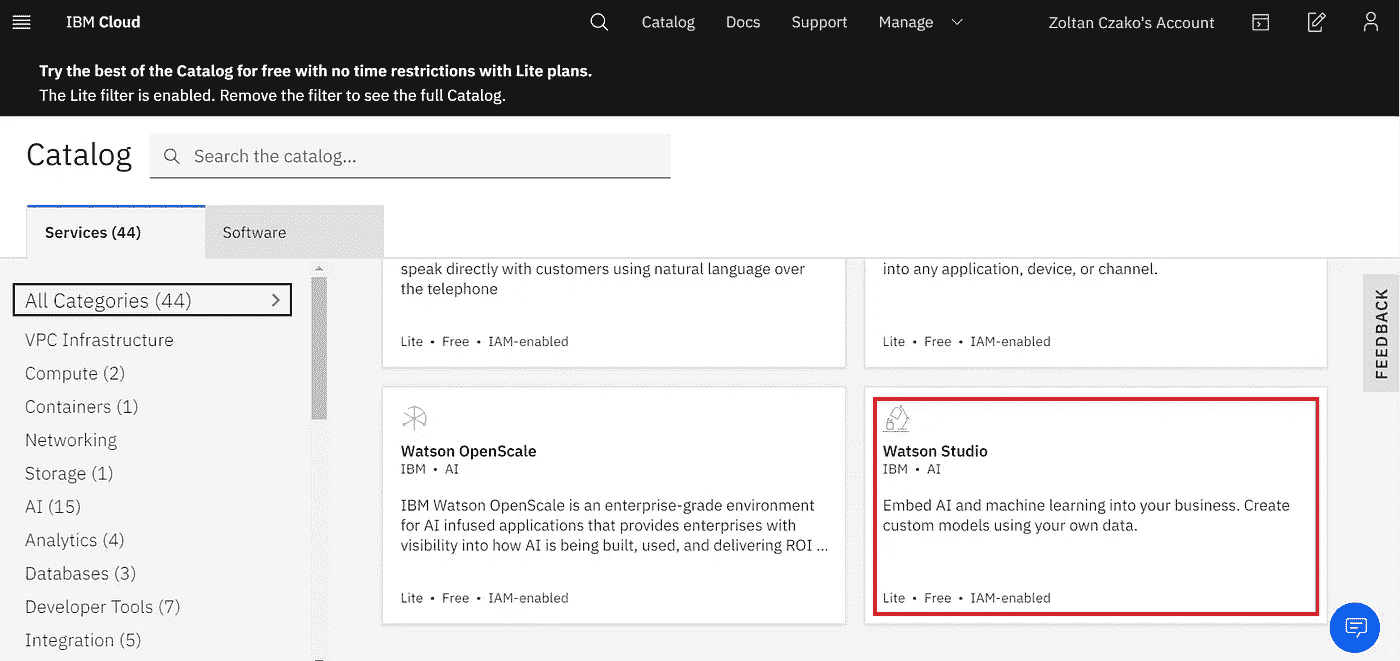 IBM Cloud
Catalog
Docs
Support
Manage
Zoltan Czako's Account
Try the best of the Catalog for free with no time restrictions with Lite plans.
The Lite filter is enabled. Remove the filter to see the full Catalog.
Catalog
Search the catalog...
Services (44)
Software
All Categories (44)
VPC Infrastructure
Compute (2)
Containers (1)
Networking
Storage (1)
AI (15)
Analytics (4)
Databases (3)
Developer Tools (7)
Integration (5)
speak directly with customers using natural language over
the telephone
Lite • Free • IAM-enabled
into any application, device, or channel.
Lite • Free • IAM-enabled
Watson OpenScale
IBM • AI
IBM Watson OpenScale is an enterprise-grade environment
for AI infused applications that provides enterprises with
visibility into how AI is being built, used, and delivering ROI ...
Lite • Free • IAM-enabled
Watson Studio
IBM • AI
Embed AI and machine learning into your business. Create
custom models using your own data.
Lite • Free • IAM-enabled
FEEDBACK